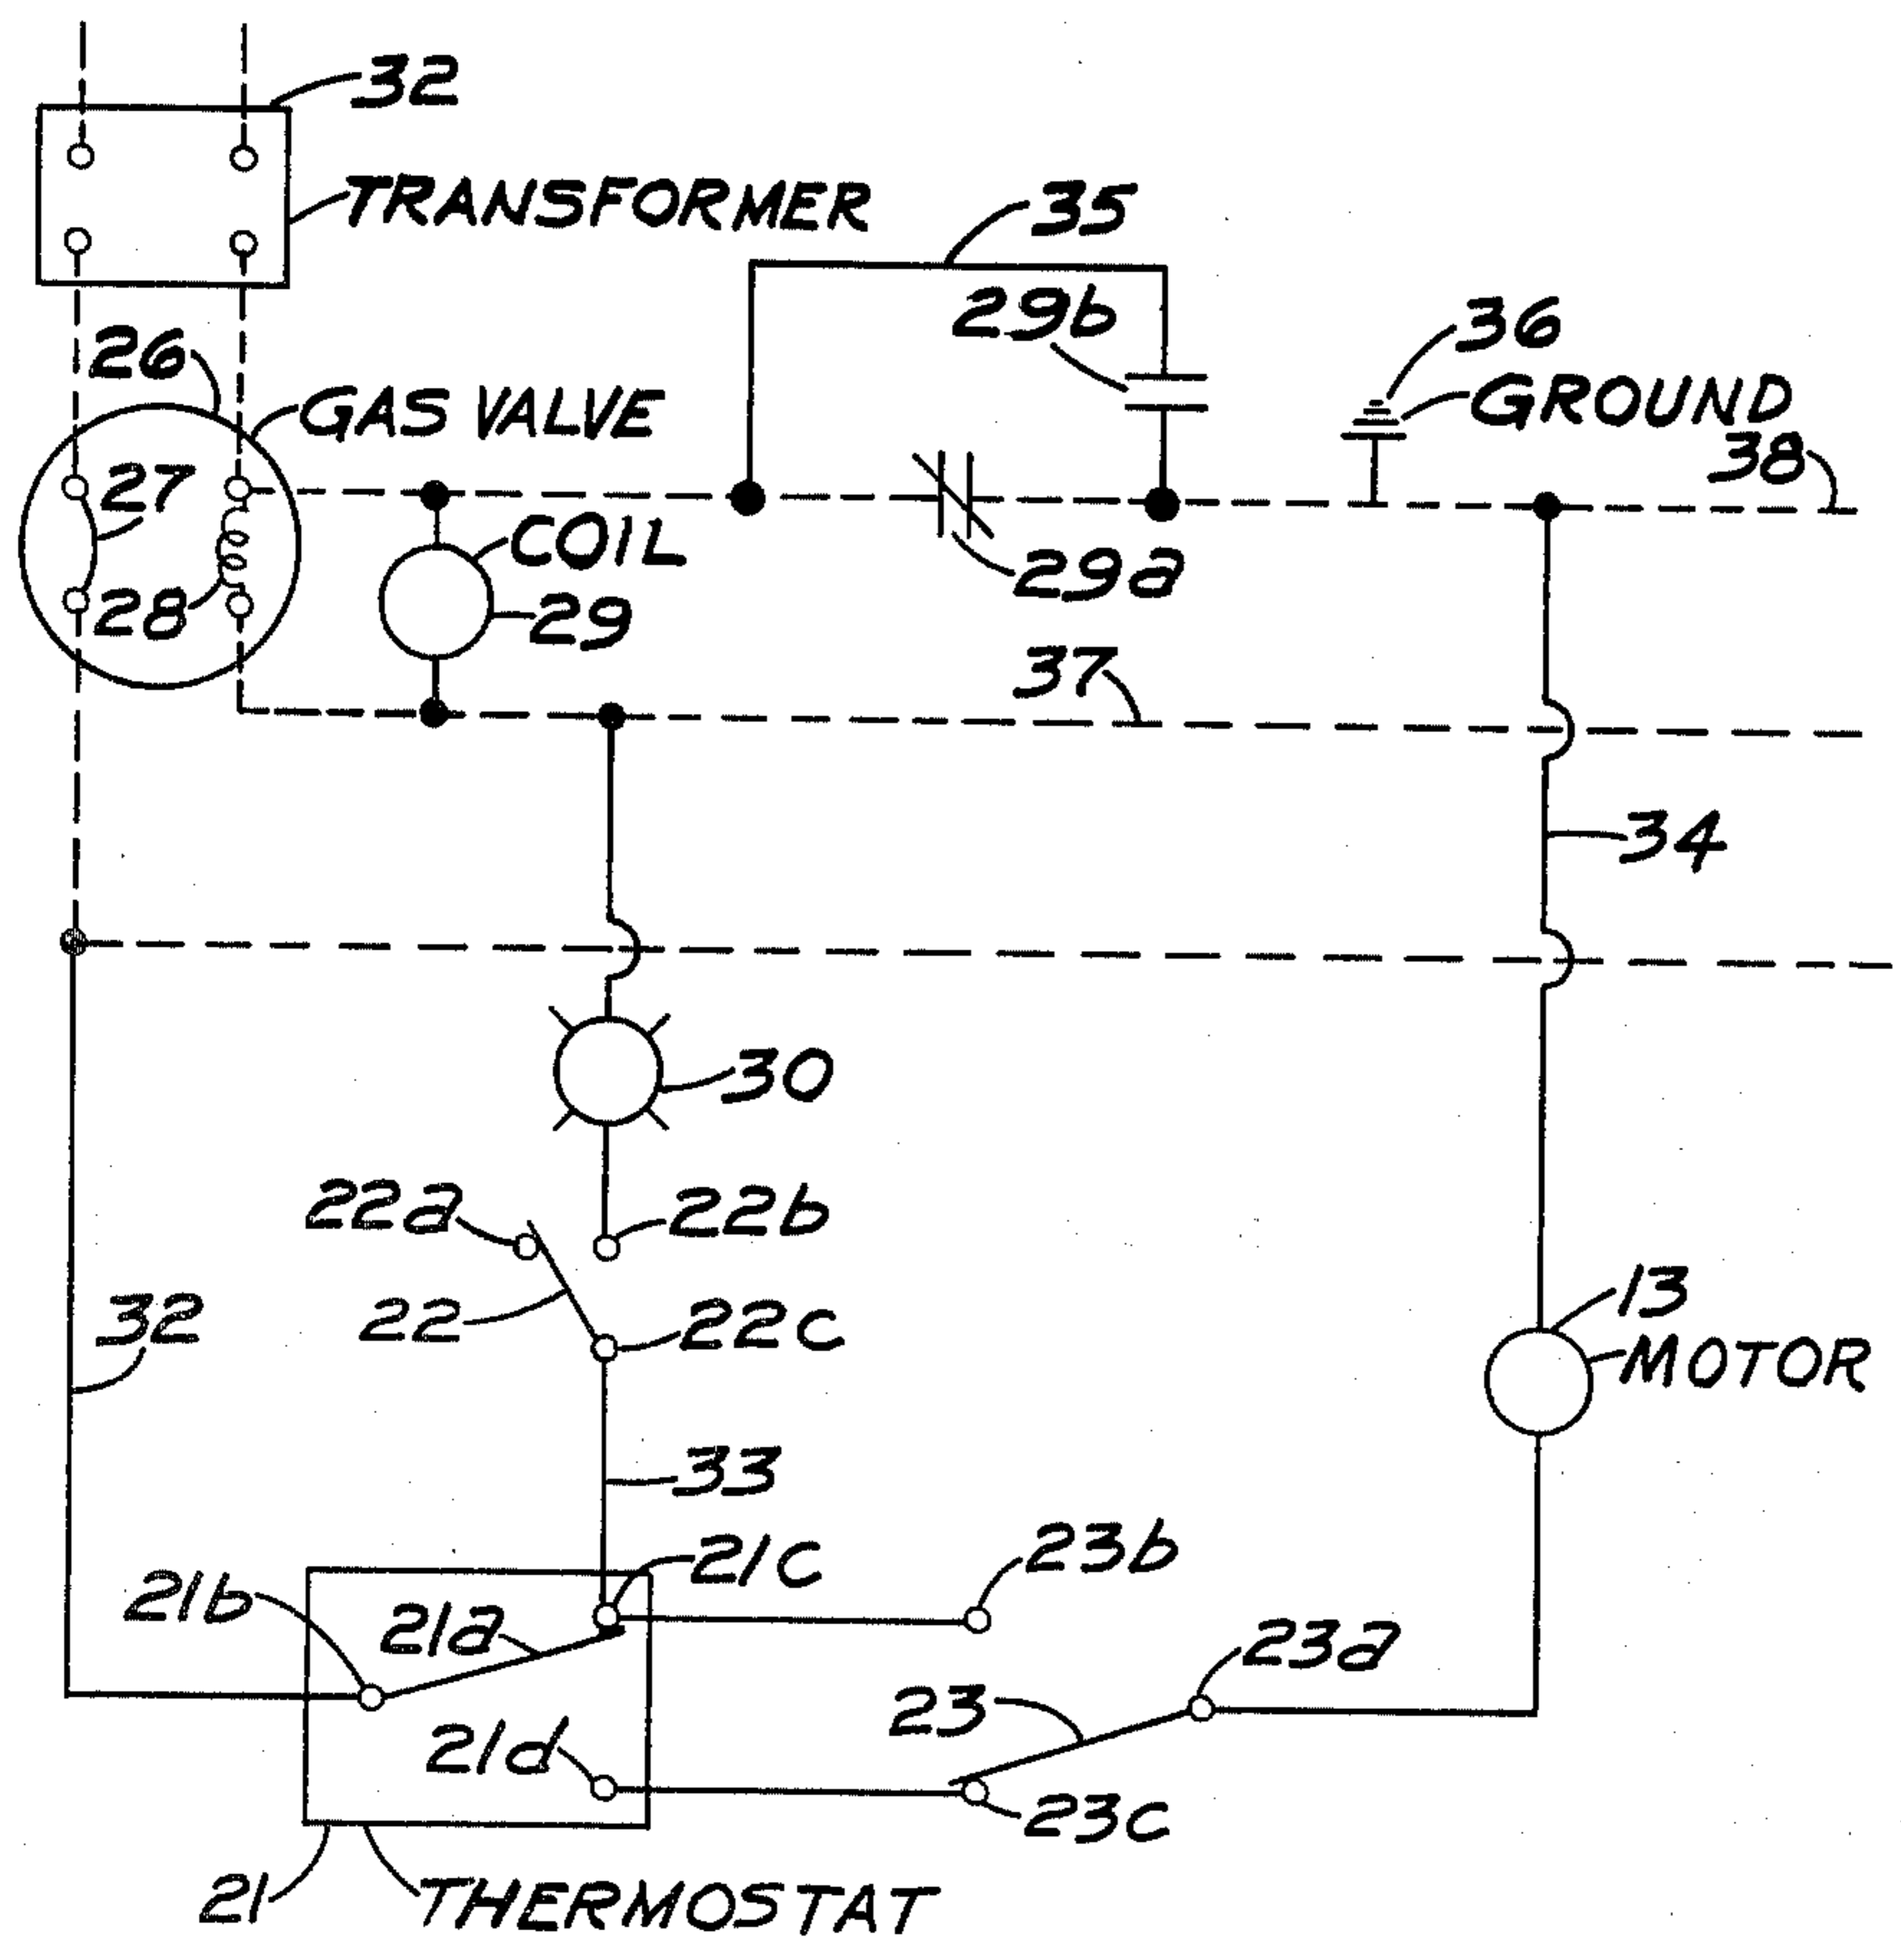 32
TRANSFORMER
35
29b
36
26
GAS VALVE
GROUND
38
27
COIL
29a
28
29
37
34
30
22a
22b
13
32
22
22c
MOTOR
33
21c
23b
21b
21a
23a
23
21d
23c
21
THERMOSTAT